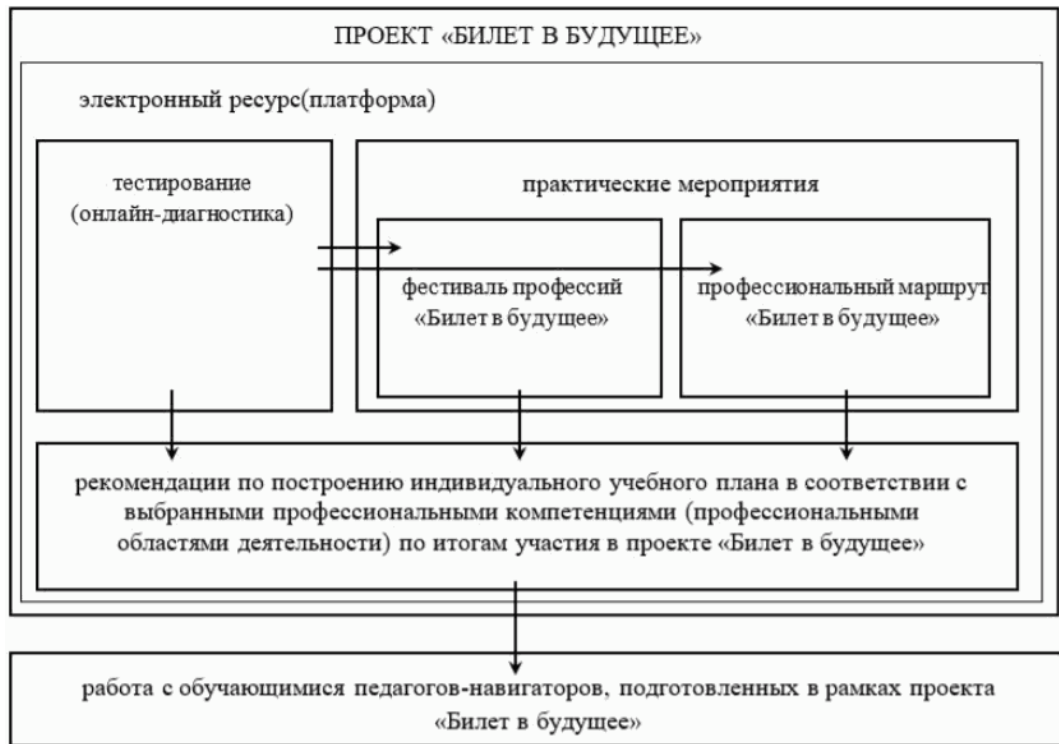 ПРОЕКТ «БИЛЕТ В БУДУЩЕЕ»
электронный ресурс(платформа)
тестирование
(онлайн-диагностика)
практические мероприятия
фестиваль профессий
«Билет в будущее»
профессиональный маршрут
«Билет в будущее»
рекомендации по построению индивидуального учебного плана в соответствии с
выбранными профессиональными компетенциями (профессиональными
областями деятельности) по итогам участия в проекте «Билет в будущее»
работа с обучающимися педагогов-навигаторов, подготовленных в рамках проекта
«Билет в будущее»